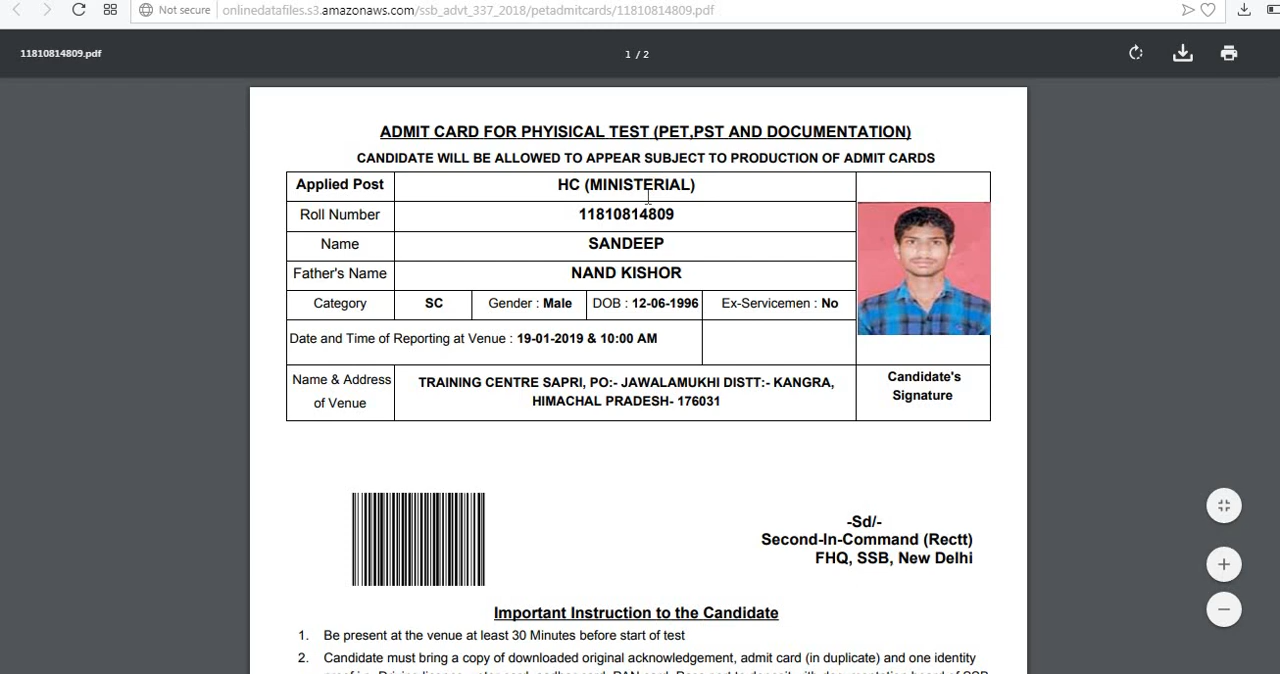 Not secure onlinedatafiles.s3.amazonaws.com/ssb_advt_337_2018/petadmitcards/11810814809.pdf
11810814809.pdf 1 / 2
ADMIT CARD FOR PHYISICAL TEST (PET,PST AND DOCUMENTATION)
CANDIDATE WILL BE ALLOWED TO APPEAR SUBJECT TO PRODUCTION OF ADMIT CARDS
Applied Post HC (MINISTERIAL)
Roll Number 11810814809
Name SANDEEP
Father's Name NAND KISHOR
Category SC Gender : Male DOB : 12-06-1996 Ex-Servicemen : No
Date and Time of Reporting at Venue : 19-01-2019 & 10:00 AM
Name & Address
of Venue
TRAINING CENTRE SAPRI, PO:- JAWALAMUKHI DISTT:- KANGRA,
HIMACHAL PRADESH- 176031
Candidate's
Signature
-Sd/-
Second-In-Command (Rectt)
FHQ, SSB, New Delhi
Important Instruction to the Candidate
1. Be present at the venue at least 30 Minutes before start of test
2. Candidate must bring a copy of downloaded original acknowledgement, admit card (in duplicate) and one identity